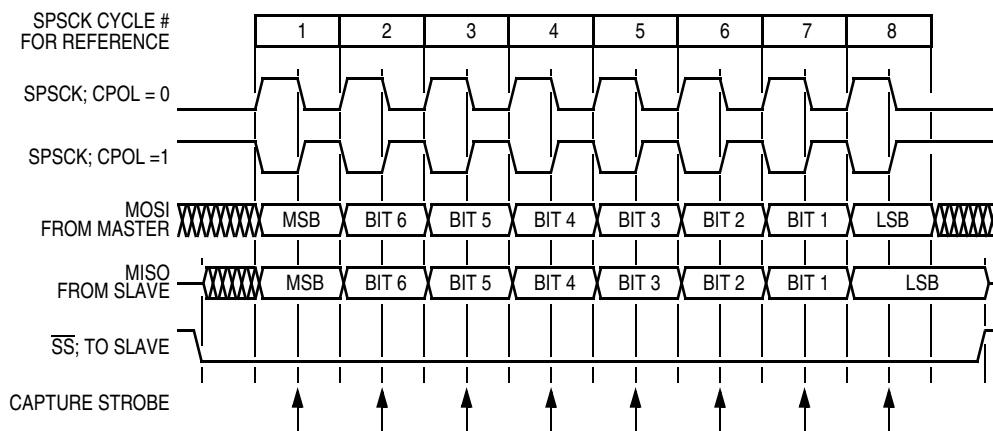 SPSCK CYCLE #
FOR REFERENCE
1 2 3 4 5 6 7 8
SPSCK; CPOL = 0
SPSCK; CPOL =1
MOSI
FROM MASTER
MSB BIT 6 BIT 5 BIT 4 BIT 3 BIT 2 BIT 1 LSB
MISO
FROM SLAVE
MSB BIT 6 BIT 5 BIT 4 BIT 3 BIT 2 BIT 1 LSB
SS; TO SLAVE
CAPTURE STROBE